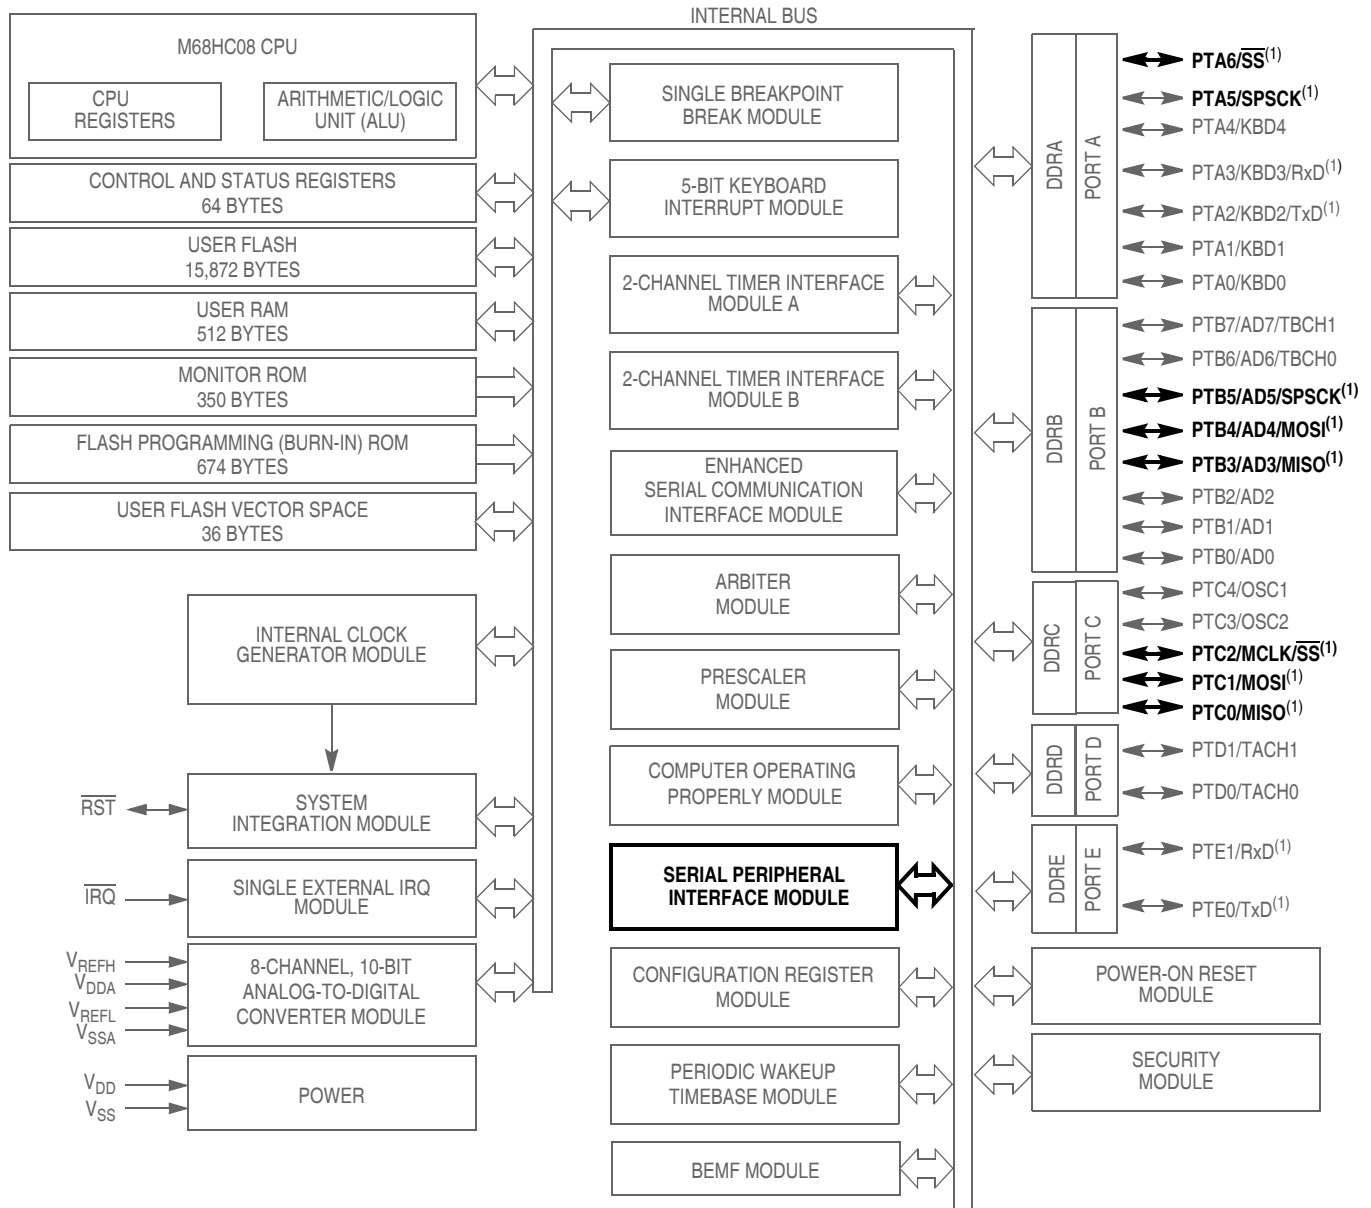 INTERNAL BUS
M68HC08 CPU
CPU
REGISTERS
ARITHMETIC/LOGIC
UNIT (ALU)
CONTROL AND STATUS REGISTERS
64 BYTES
USER FLASH
15,872 BYTES
USER RAM
512 BYTES
MONITOR ROM
350 BYTES
FLASH PROGRAMMING (BURN-IN) ROM
674 BYTES
USER FLASH VECTOR SPACE
36 BYTES
INTERNAL CLOCK
GENERATOR MODULE
RST
SYSTEM
INTEGRATION MODULE
IRQ
SINGLE EXTERNAL IRQ
MODULE
VREFH
VDDA
VREFL
VSSA
8-CHANNEL, 10-BIT
ANALOG-TO-DIGITAL
CONVERTER MODULE
VDD
VSS
POWER
SINGLE BREAKPOINT
BREAK MODULE
5-BIT KEYBOARD
INTERRUPT MODULE
2-CHANNEL TIMER INTERFACE
MODULE A
2-CHANNEL TIMER INTERFACE
MODULE B
ENHANCED
SERIAL COMMUNICATION
INTERFACE MODULE
ARBITER
MODULE
PRESCALER
MODULE
COMPUTER OPERATING
PROPERLY MODULE
SERIAL PERIPHERAL
INTERFACE MODULE
CONFIGURATION REGISTER
MODULE
PERIODIC WAKEUP
TIMEBASE MODULE
BEMF MODULE
DDRA
PORT A
PTA6/SS(1)
PTA5/SPSCK(1)
PTA4/KBD4
PTA3/KBD3/RxD(1)
PTA2/KBD2/TxD(1)
PTA1/KBD1
PTA0/KBD0
DDRB
PORT B
PTB7/AD7/TBCH1
PTB6/AD6/TBCH0
PTB5/AD5/SPSCK(1)
PTB4/AD4/MOSI(1)
PTB3/AD3/MISO(1)
PTB2/AD2
PTB1/AD1
PTB0/AD0
DDRC
PORT C
PTC4/OSC1
PTC3/OSC2
PTC2/MCLK/SS(1)
PTC1/MOSI(1)
PTC0/MISO(1)
DDRD
PORT D
PTD1/TACH1
PTD0/TACH0
DDRE
PORT E
PTE1/RxD(1)
PTE0/TxD(1)
POWER-ON RESET
MODULE
SECURITY
MODULE